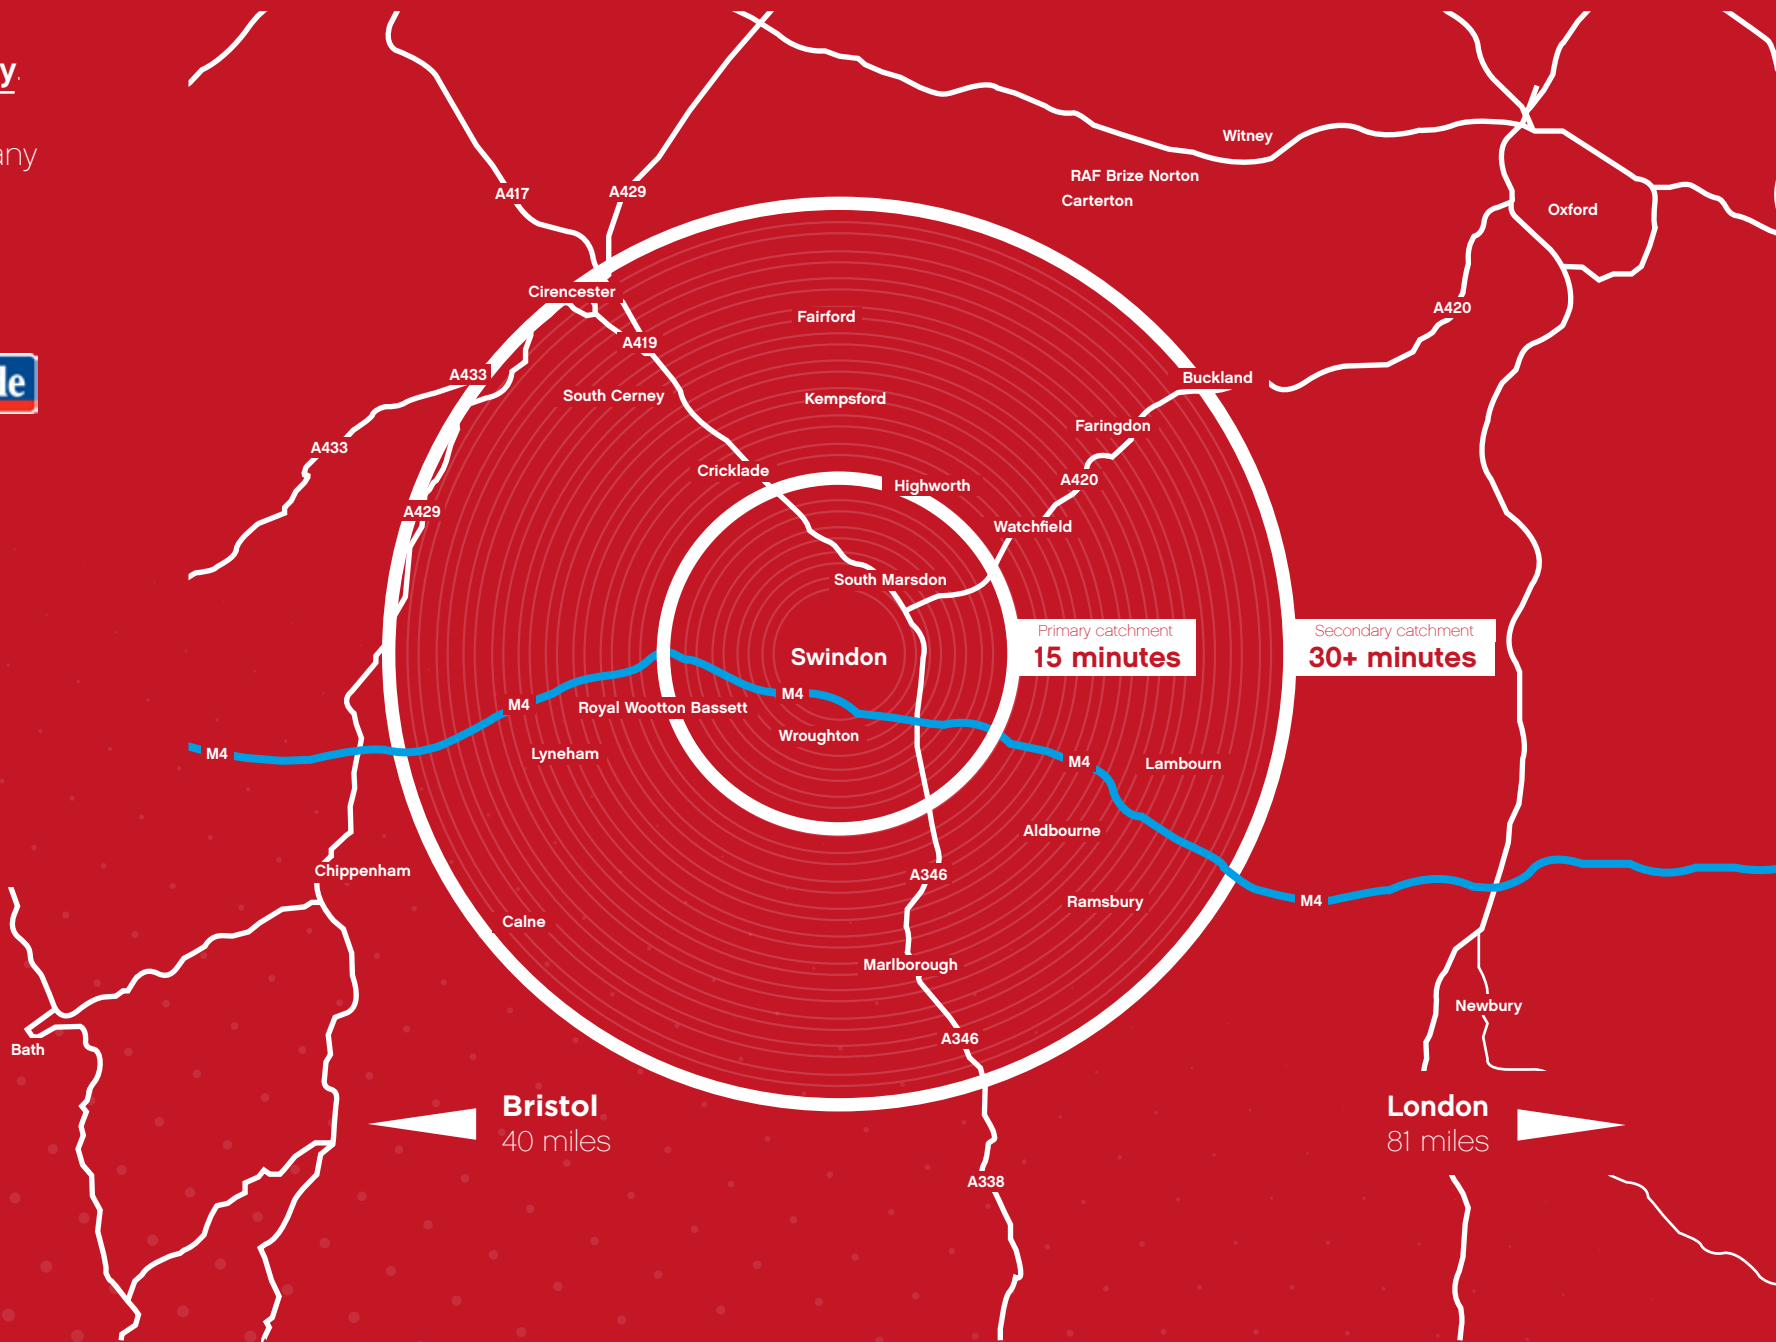 y.
any
le
Witney
RAF Brize Norton
Carterton
A417
A429
Oxford
Cirencester
Fairford
A420
A419
A433
Buckland
South Cerney
Kempsford
Faringdon
A433
Cricklade
A420
Highworth
A429
Watchfield
South Marsdon
Primary catchment
15 minutes
Secondary catchment
30+ minutes
Swindon
M4
M4
Royal Wootton Bassett
Wroughton
M4
Lyneham
M4
Lambourn
Aldbourne
Chippenham
A346
M4
Ramsbury
Calne
Marlborough
Newbury
A346
Bath
Bristol
40 miles
London
81 miles
A338